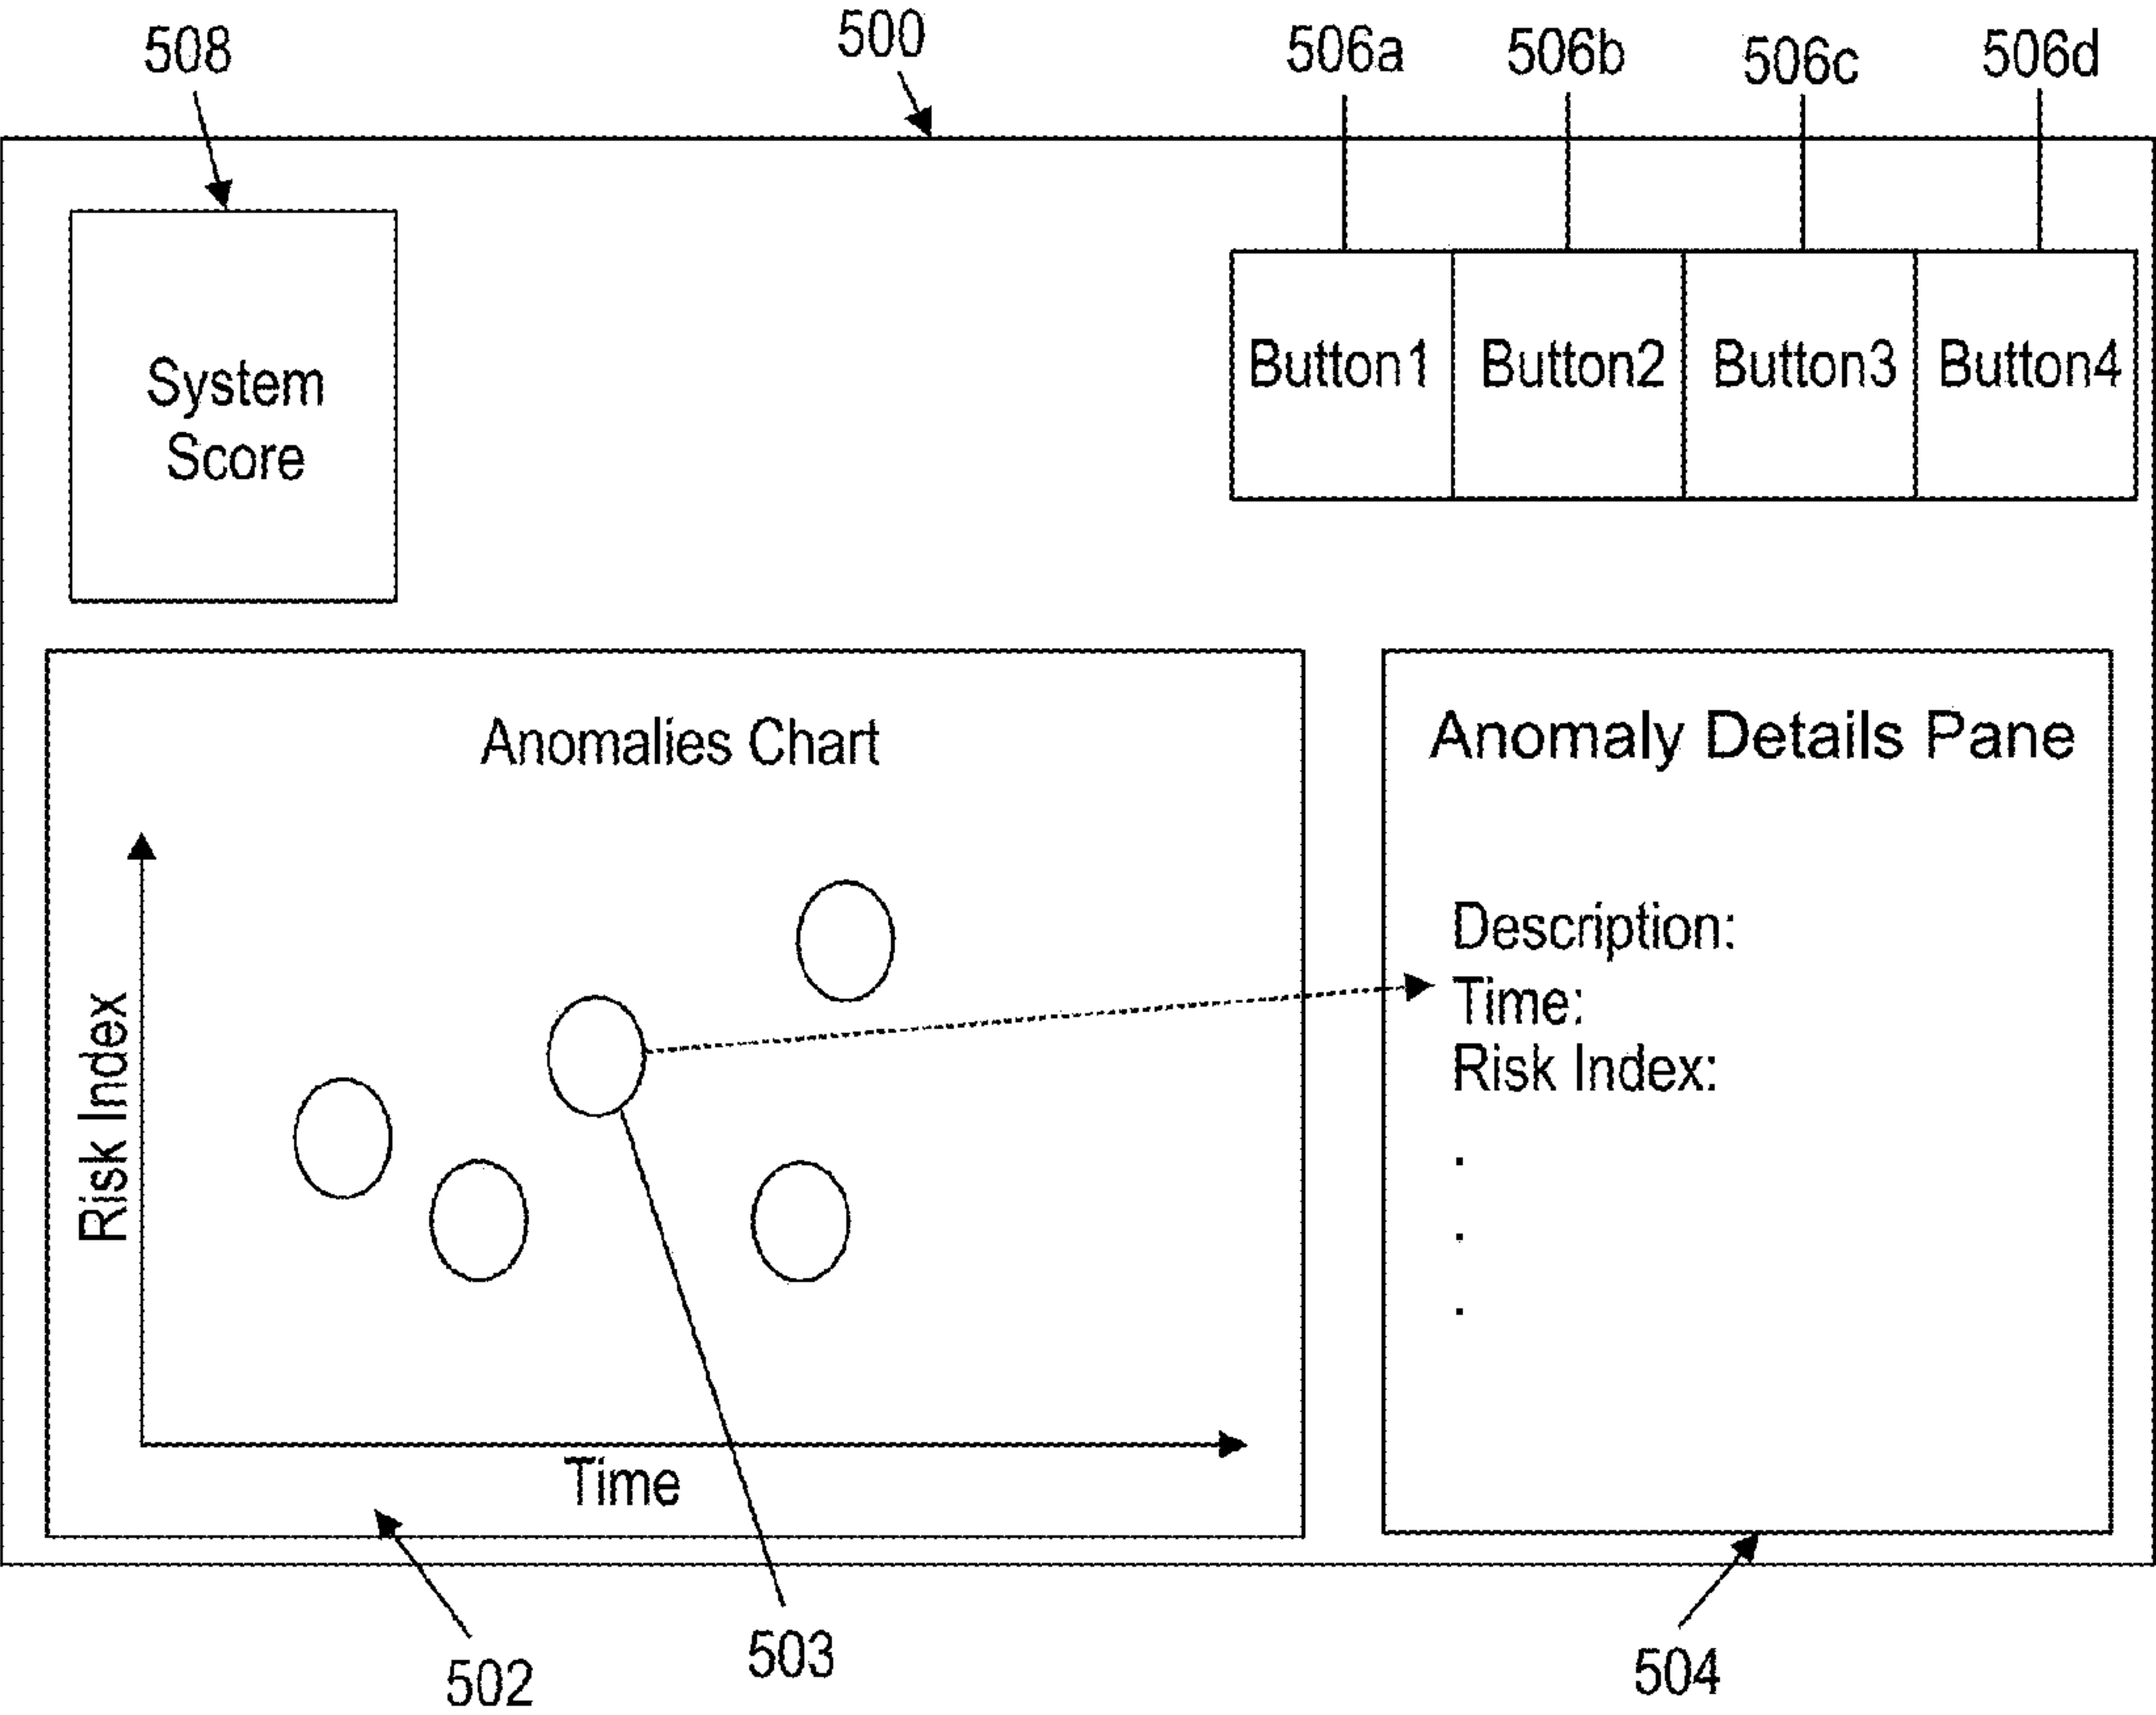 508
500
506a
506b
506c
506d
System
Score
Button1
Button2
Button3
Button4
Anomalies Chart
Risk Index
Time
Anomaly Details Pane
Description:
Time:
Risk Index:
.
.
.
502
503
504